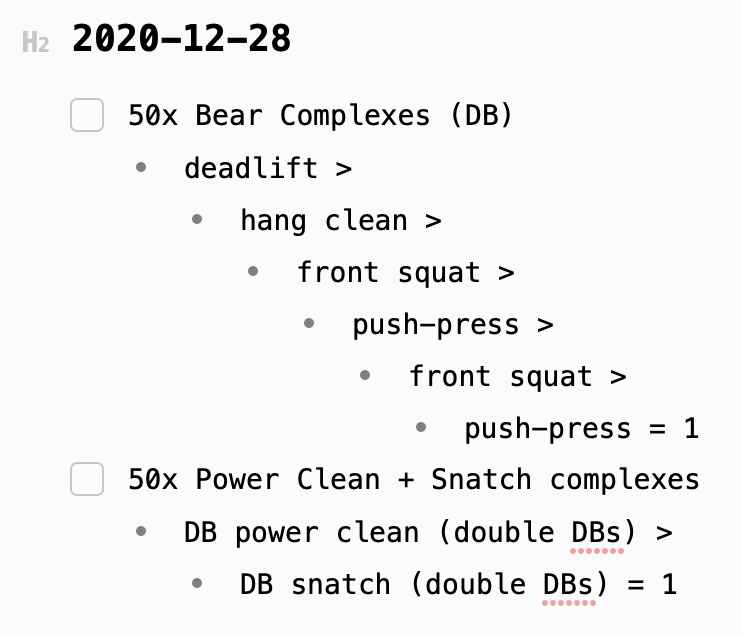 H2 2020-12-28
50x Bear Complexes (DB)
deadlift >
hang clean >
front squat >
push-press >
front squat >
push-press = 1
50x Power Clean + Snatch complexes
DB power clean (double DBs) >
DB snatch (double DBs) = 1